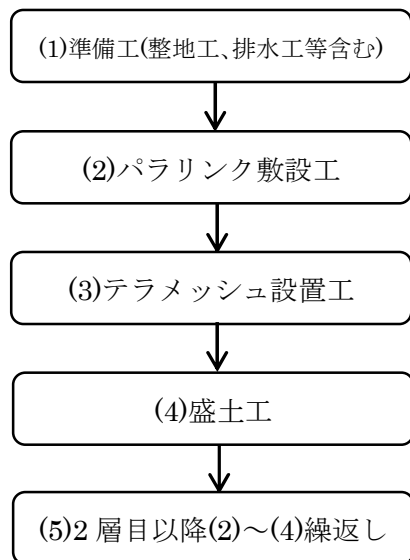 (1)準備工(整地工、排水工等含む)
(2)パラリンク敷設工
(3)テラメッシュ設置工
(4)盛土工
(5)2 層目以降(2)～(4)繰返し